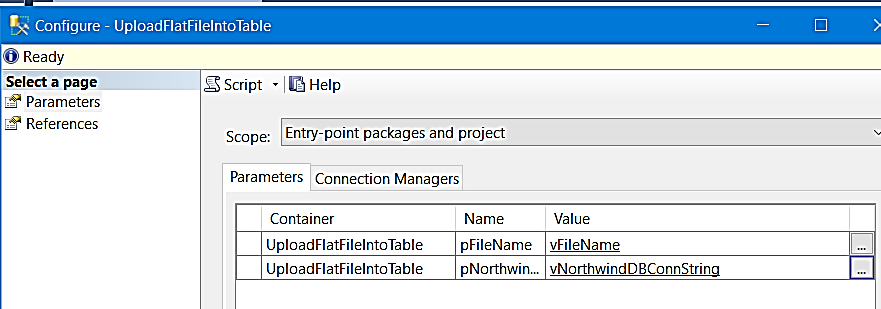 Configure - UploadFlatFileIntoTable
Ready
Select a page
Parameters
References
Script Help
Scope: Entry-point packages and project
Parameters Connection Managers
Container Name Value
UploadFlatFileIntoTable pFileName vFileName ...
UploadFlatFileIntoTable pNorthwin... vNorthwindDBConnString ...